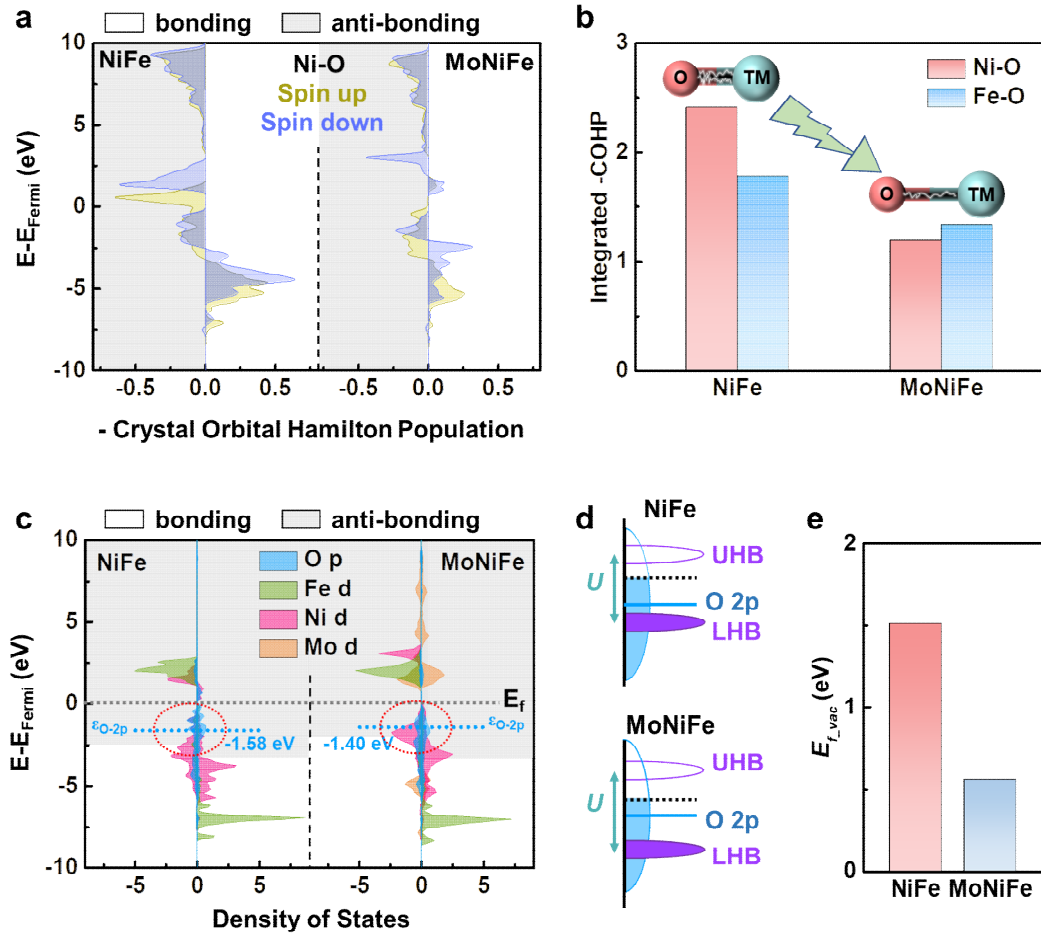 a
bonding
anti-bonding
NiFe
Ni-O
MoNiFe
Spin up
Spin down
10
5
0
-5
-10
E-E_Fermi (eV)
-0.5
0.0
0.5
-0.5
0.0
0.5
- Crystal Orbital Hamilton Population
b
3
2
1
0
Integrated -COHP
Ni-O
Fe-O
O
TM
O
TM
NiFe
MoNiFe
c
bonding
anti-bonding
NiFe
MoNiFe
O p
Fe d
Ni d
Mo d
10
5
0
-5
-10
E-E_Fermi (eV)
E_f
ε_O-2p
-1.58 eV
-1.40 eV
ε_O-2p
-5
0
5
-5
0
5
Density of States
d
NiFe
UHB
U
O 2p
LHB
MoNiFe
UHB
U
O 2p
LHB
e
2
1
0
E_f_vac (eV)
NiFe
MoNiFe